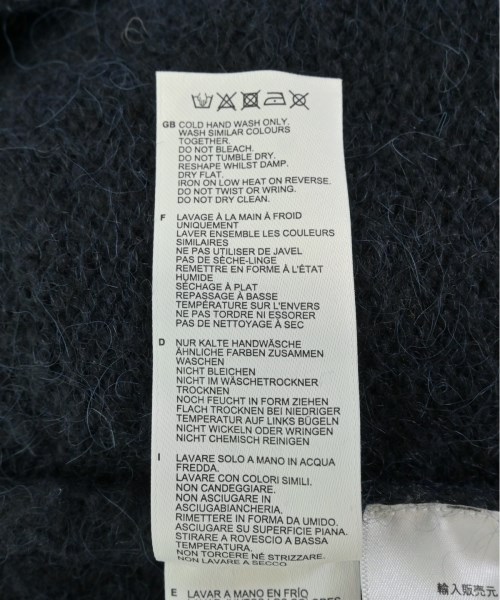 GB COLD HAND WASH ONLY.
WASH SIMILAR COLOURS
TOGETHER.
DO NOT BLEACH.
DO NOT TUMBLE DRY.
RESHAPE WHILST DAMP.
DRY FLAT.
IRON ON LOW HEAT ON REVERSE.
DO NOT TWIST OR WRING.
DO NOT DRY CLEAN.
F LAVAGE À LA MAIN À FROID
UNIQUEMENT
LAVER ENSEMBLE LES COULEURS
SIMILAIRES
NE PAS UTILISER DE JAVEL
PAS DE SÈCHE-LINGE
REMETTRE EN FORME À L'ÉTAT
HUMIDE
SÉCHAGE À PLAT
REPASSAGE À BASSE
TEMPÉRATURE SUR L'ENVERS
NE PAS TORDRE NI ESSORER
PAS DE NETTOYAGE À SEC
D NUR KALTE HANDWÄSCHE
ÄHNLICHE FARBEN ZUSAMMEN
WASCHEN
NICHT BLEICHEN
NICHT IM WÄSCHETROCKNER
TROCKNEN
NOCH FEUCHT IN FORM ZIEHEN
FLACH TROCKNEN BEI NIEDRIGER
TEMPERATUR AUF LINKS BÜGELN
NICHT WICKELN ODER WRINGEN
NICHT CHEMISCH REINIGEN
I LAVARE SOLO A MANO IN ACQUA
FREDDA.
LAVARE CON COLORI SIMILI.
NON CANDEGGIARE.
NON ASCIUGARE IN
ASCIUGABIANCHERIA.
RIMETTERE IN FORMA DA UMIDO.
ASCIUGARE SU SUPERFICIE PIANA.
STIRARE A ROVESCIO A BASSA
TEMPERATURA.
NON TORCERE NÉ STRIZZARE.
NON LAVARE A SECCO
E LAVAR A MANO EN FRÍO
輸入販売元